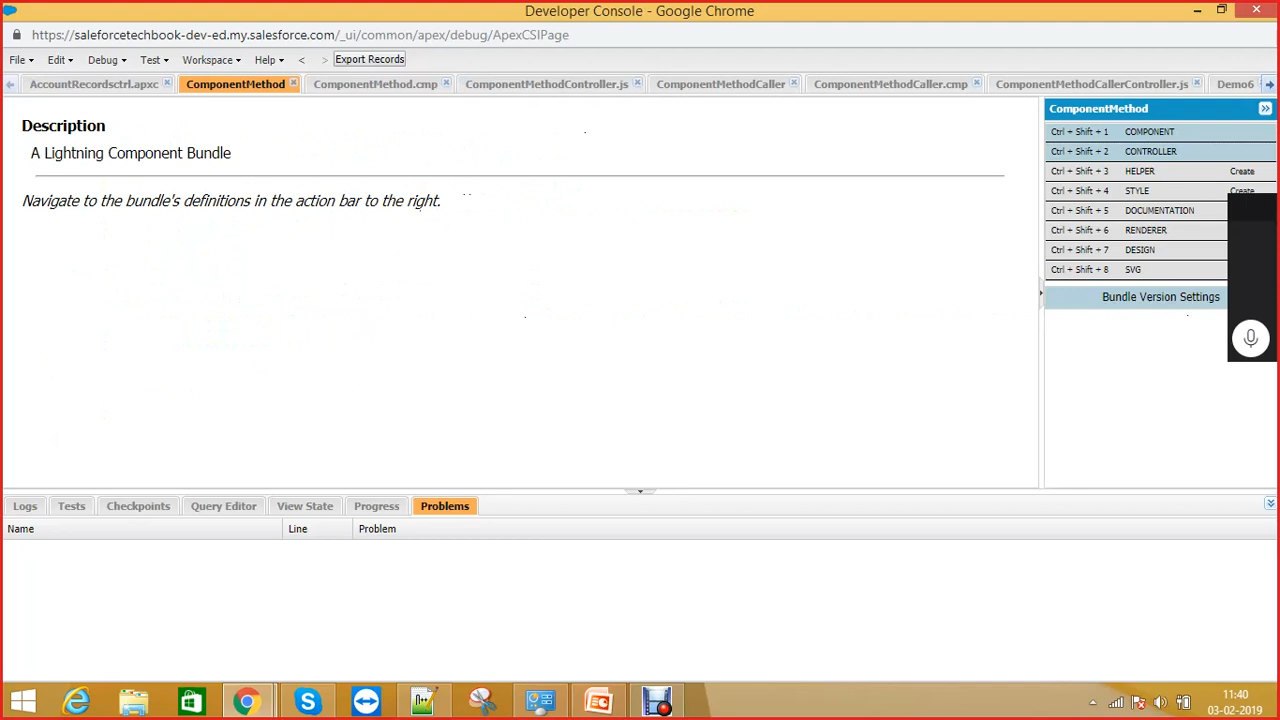 Developer Console - Google Chrome
https://saleforcetechbook-dev-ed.my.salesforce.com/_ui/common/apex/debug/ApexCSIPage
File Edit Debug Test Workspace Help < > Export Records
AccountRecordsctrl.apxc ComponentMethod ComponentMethod.cmp ComponentMethodController.js ComponentMethodCaller ComponentMethodCaller.cmp ComponentMethodCallerController.js Demo6
Description
A Lightning Component Bundle
Navigate to the bundle's definitions in the action bar to the right.
ComponentMethod
Ctrl + Shift + 1 COMPONENT
Ctrl + Shift + 2 CONTROLLER
Ctrl + Shift + 3 HELPER Create
Ctrl + Shift + 4 STYLE Create
Ctrl + Shift + 5 DOCUMENTATION
Ctrl + Shift + 6 RENDERER
Ctrl + Shift + 7 DESIGN
Ctrl + Shift + 8 SVG
Bundle Version Settings
Logs Tests Checkpoints Query Editor View State Progress Problems
Name Line Problem
11:40
03-02-2019